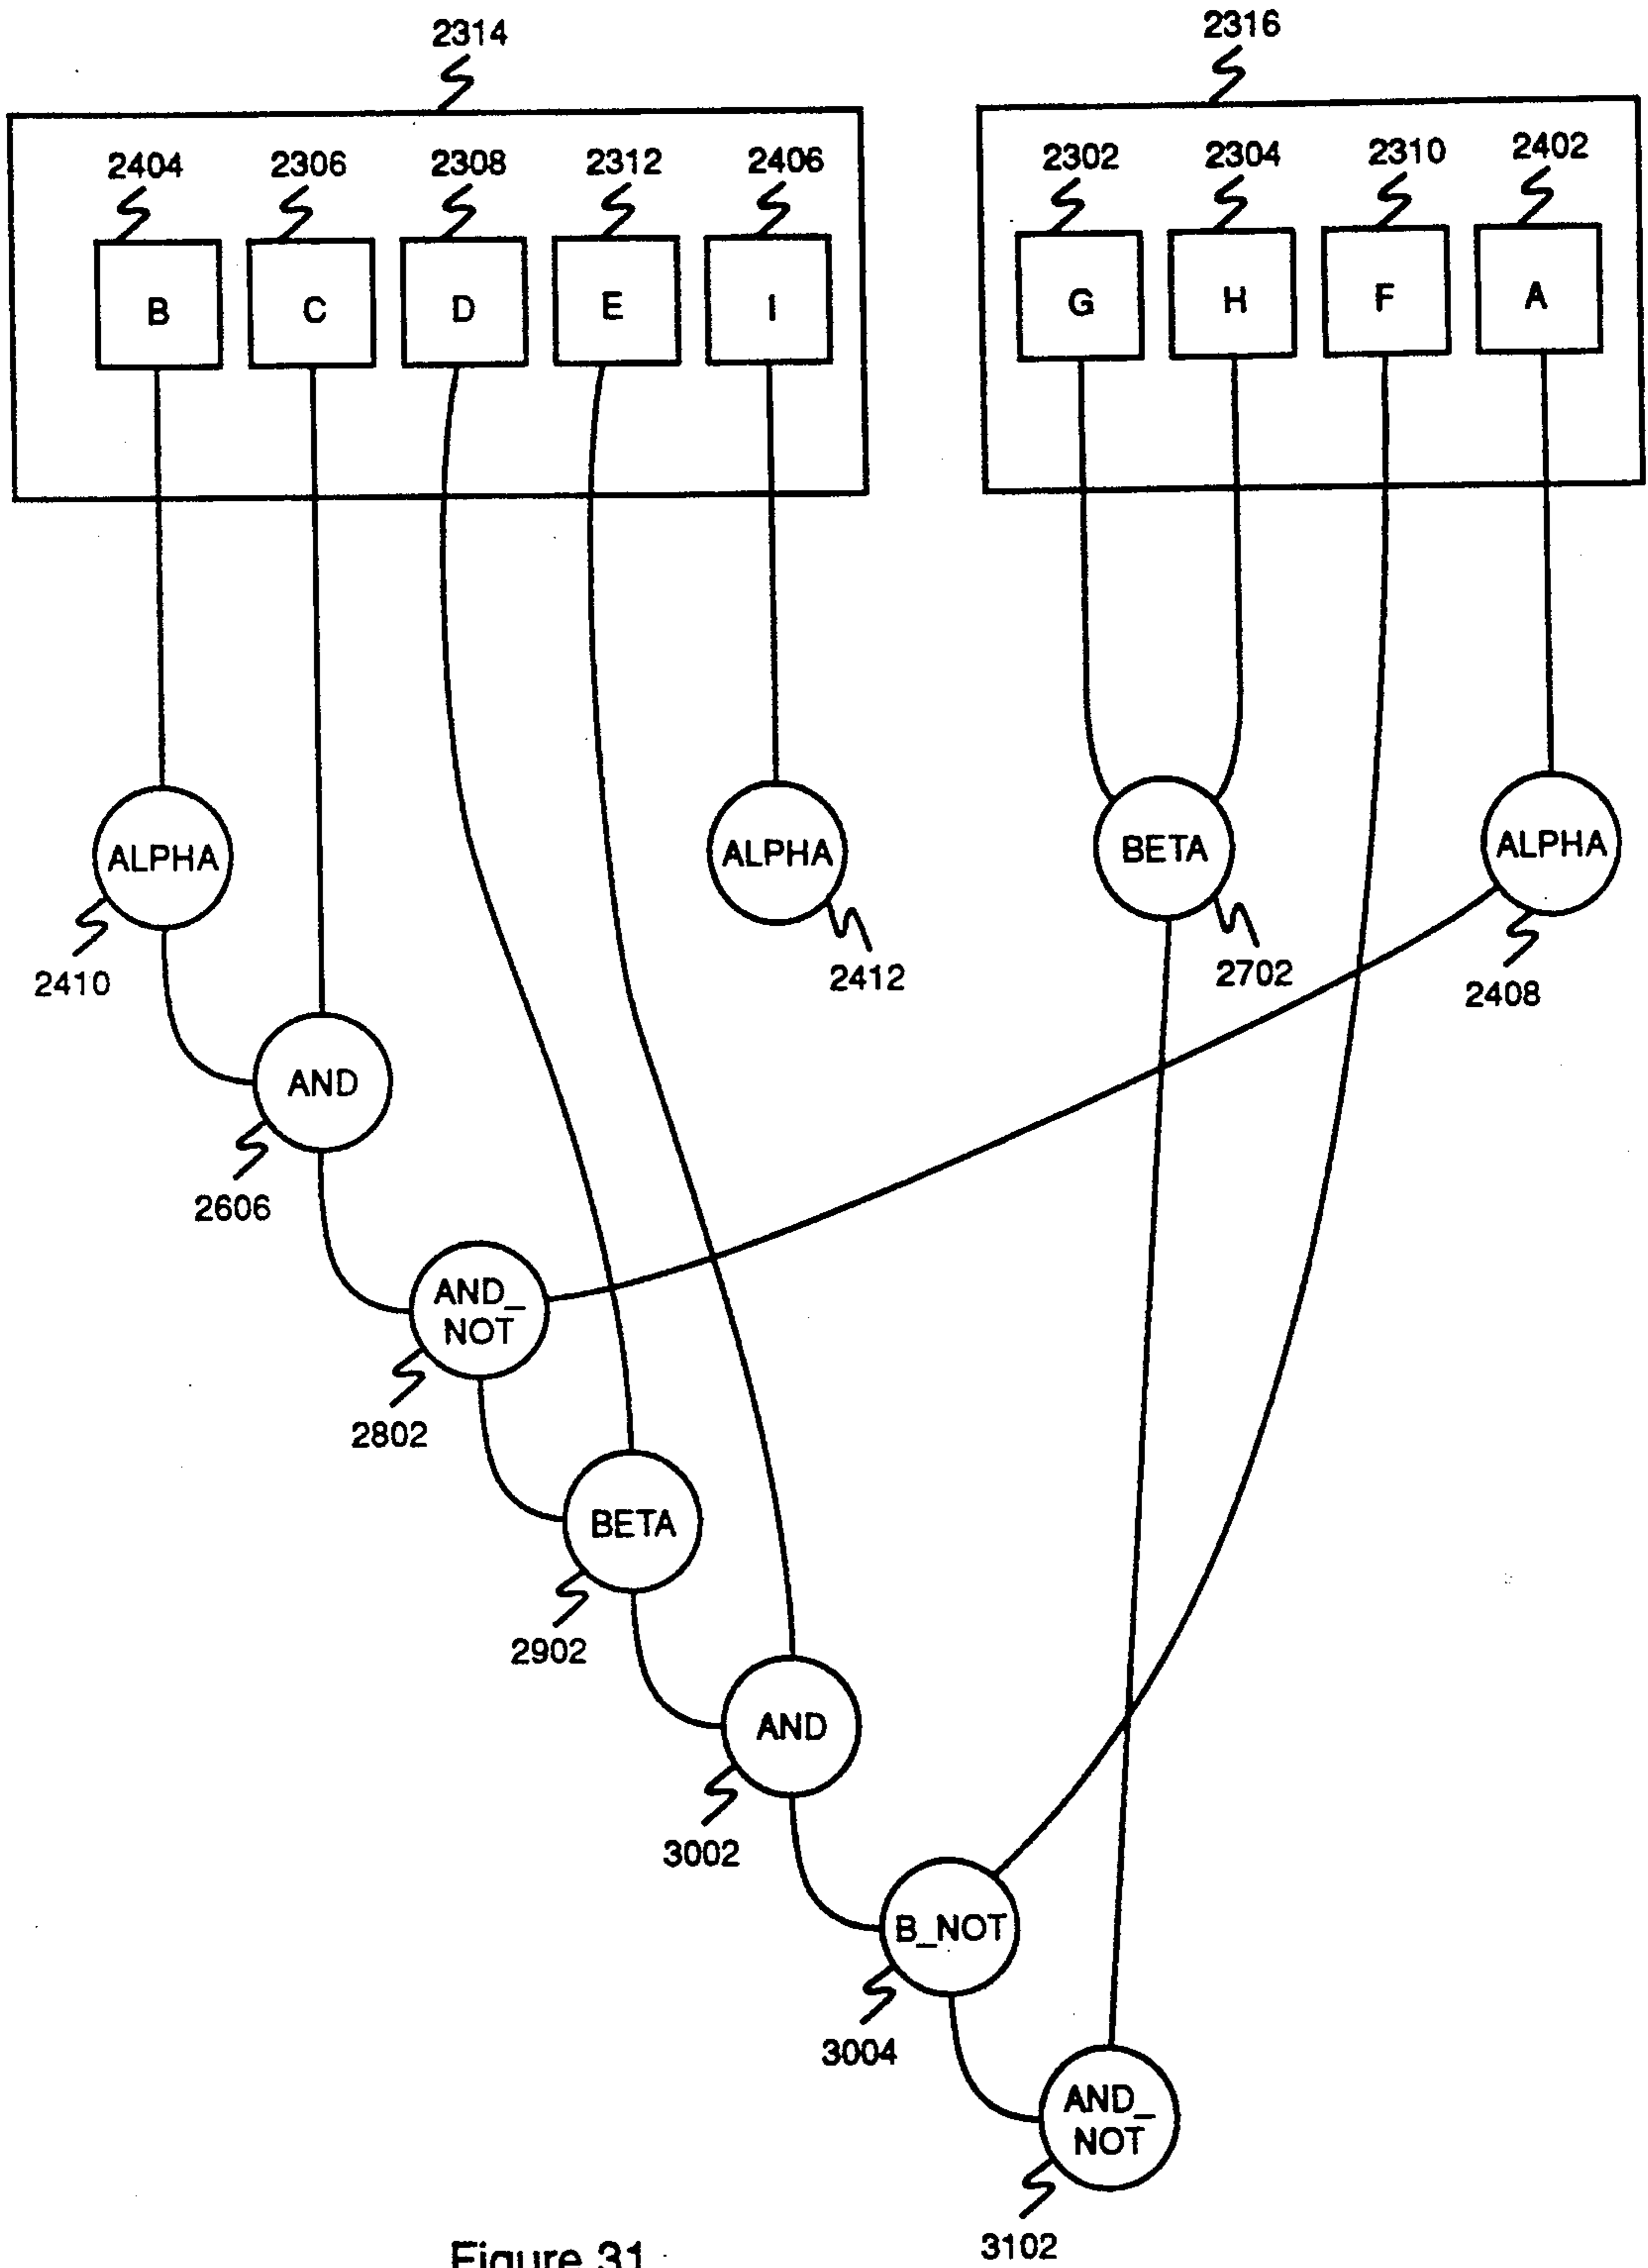 2314
2316
2404 2306 2308 2312 2406
2302 2304 2310 2402
B C D E I
G H F A
ALPHA
ALPHA
BETA
ALPHA
2410
2412
2702
2408
AND
2606
AND_
NOT
2802
BETA
2902
AND
3002
B_NOT
3004
AND_
NOT
3102
Figure 31